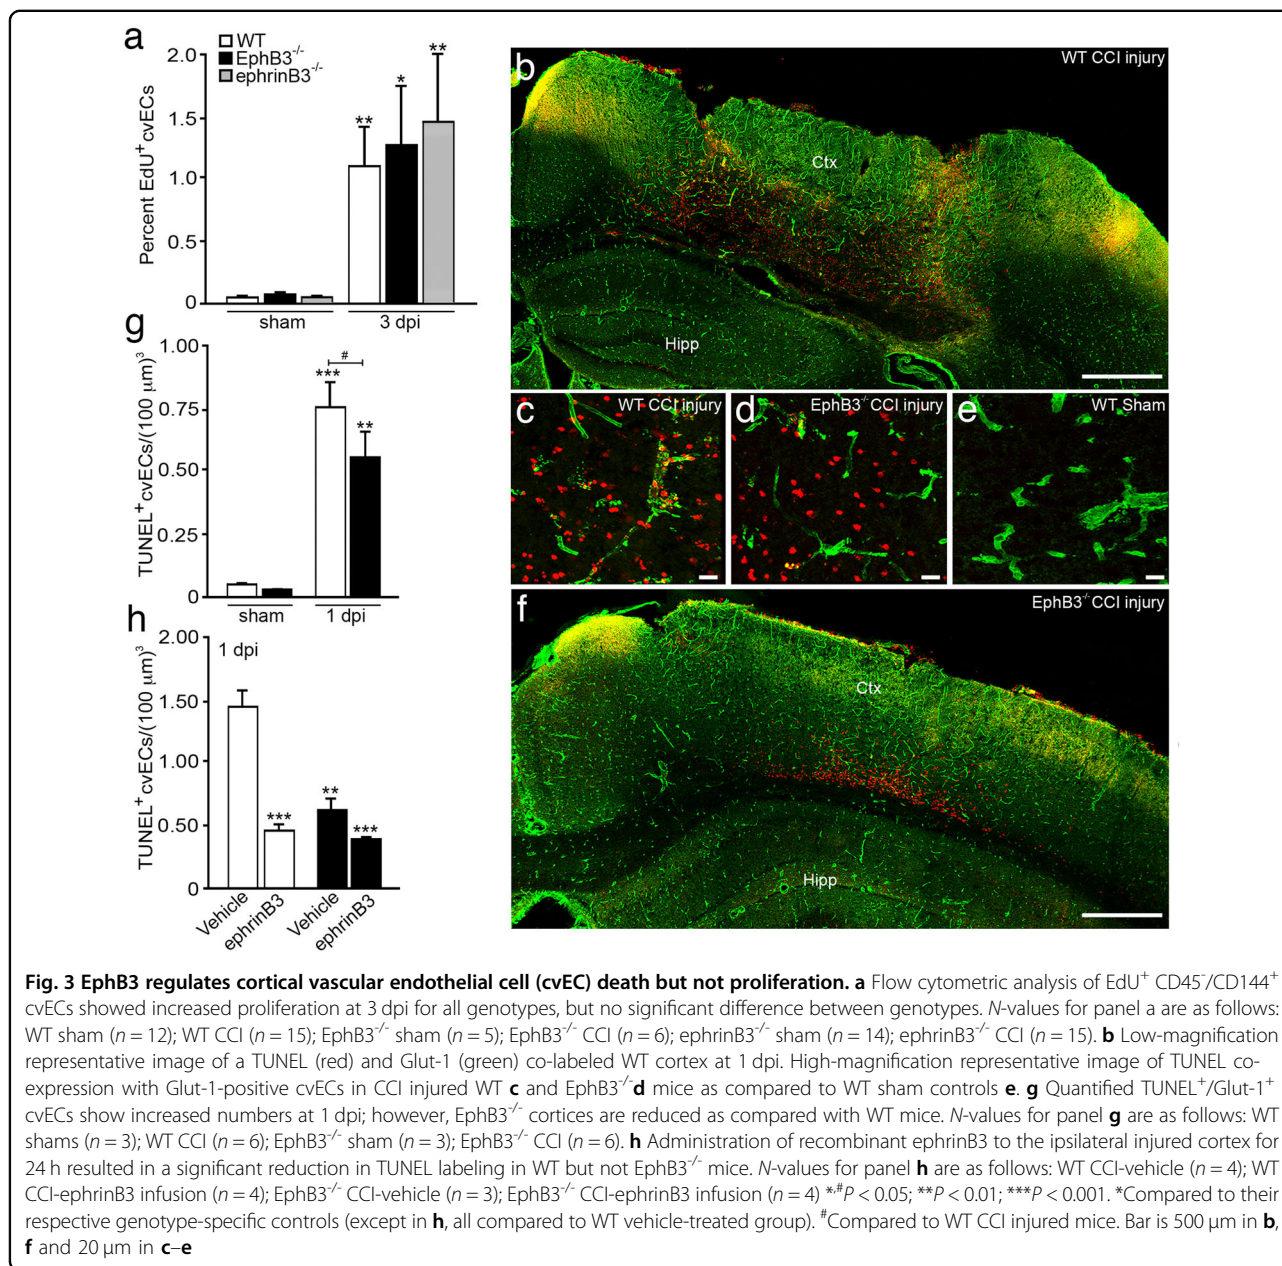 a
WT
EphB3⁻/⁻
ephrinB3⁻/⁻
Percent EdU⁺ cvECs
2.0
1.5
1.0
0.5
0
**
*
**
sham
3 dpi
b
WT CCI injury
Ctx
Hipp
c
WT CCI injury
d
EphB3⁻/⁻ CCI injury
e
WT Sham
f
EphB3⁻/⁻ CCI injury
Ctx
Hipp
g
TUNEL⁺ cvECs/(100 µm)³
1.00
0.75
0.50
0.25
0
#
***
**
sham
1 dpi
h
TUNEL⁺ cvECs/(100 µm)³
2.00
1.50
1.00
0.50
0
1 dpi
***
**
***
Vehicle
ephrinB3
Vehicle
ephrinB3
Fig. 3 EphB3 regulates cortical vascular endothelial cell (cvEC) death but not proliferation. a Flow cytometric analysis of EdU⁺ CD45⁻/CD144⁺
cvECs showed increased proliferation at 3 dpi for all genotypes, but no significant difference between genotypes. N-values for panel a are as follows:
WT sham (n = 12); WT CCI (n = 15); EphB3⁻/⁻ sham (n = 5); EphB3⁻/⁻ CCI (n = 6); ephrinB3⁻/⁻ sham (n = 14); ephrinB3⁻/⁻ CCI (n = 15). b Low-magnification
representative image of a TUNEL (red) and Glut-1 (green) co-labeled WT cortex at 1 dpi. High-magnification representative image of TUNEL co-
expression with Glut-1-positive cvECs in CCI injured WT c and EphB3⁻/⁻ d mice as compared to WT sham controls e. g Quantified TUNEL⁺/Glut-1⁺
cvECs show increased numbers at 1 dpi; however, EphB3⁻/⁻ cortices are reduced as compared with WT mice. N-values for panel g are as follows: WT
shams (n = 3); WT CCI (n = 6); EphB3⁻/⁻ sham (n = 3); EphB3⁻/⁻ CCI (n = 6). h Administration of recombinant ephrinB3 to the ipsilateral injured cortex for
24 h resulted in a significant reduction in TUNEL labeling in WT but not EphB3⁻/⁻ mice. N-values for panel h are as follows: WT CCI-vehicle (n = 4); WT
CCI-ephrinB3 infusion (n = 4); EphB3⁻/⁻ CCI-vehicle (n = 3); EphB3⁻/⁻ CCI-ephrinB3 infusion (n = 4) *,#P < 0.05; **P < 0.01; ***P < 0.001. *Compared to their
respective genotype-specific controls (except in h, all compared to WT vehicle-treated group). #Compared to WT CCI injured mice. Bar is 500 µm in b,
f and 20 µm in c–e